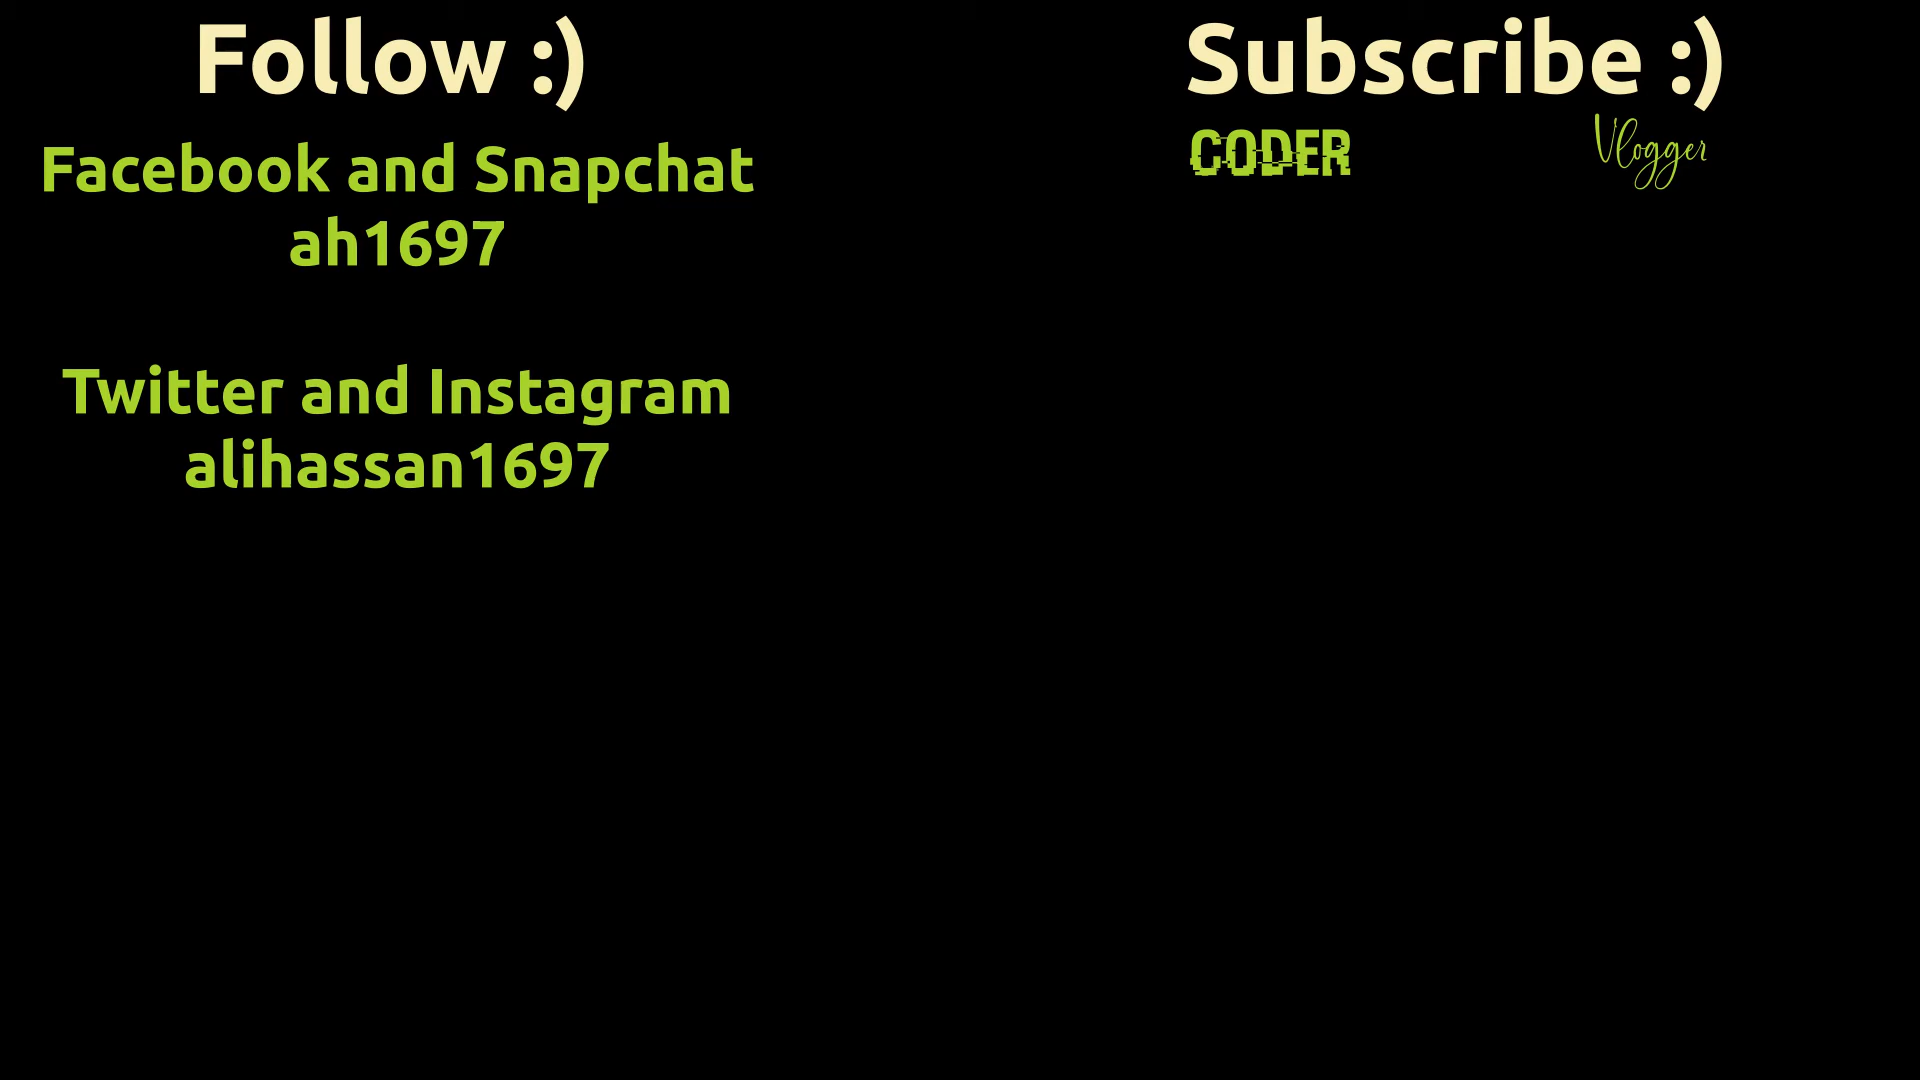 Follow :)
Facebook and Snapchat
ah1697
Twitter and Instagram
alihassan1697
Subscribe :)
CODER
Vlogger